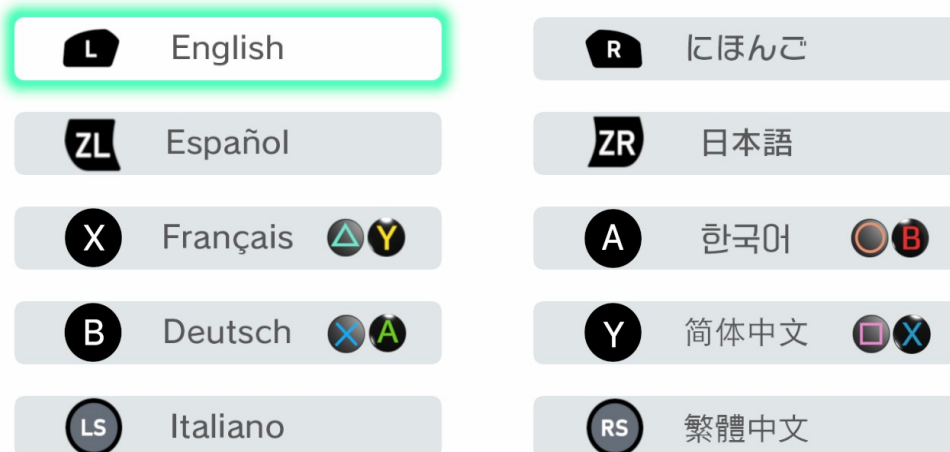 L English R にほんご
ZL Español ZR 日本語
X Français Y A 한국어 B
B Deutsch A Y 简体中文 X
LS Italiano RS 繁體中文